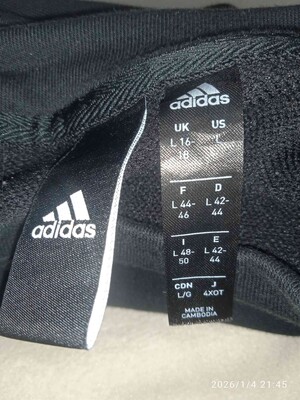 adidas
adidas
UK US
L 16-18 L
F D
L 44-46 L 42-44
I E
L 48-50 L 42-44
CDN J
L/G 4XOT
MADE IN
CAMBODIA
2026/1/4 21:45